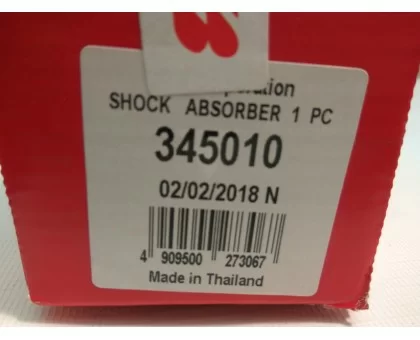 SHOCK ABSORBER 1 PC
345010
02/02/2018 N
4 909500 273067
Made in Thailand